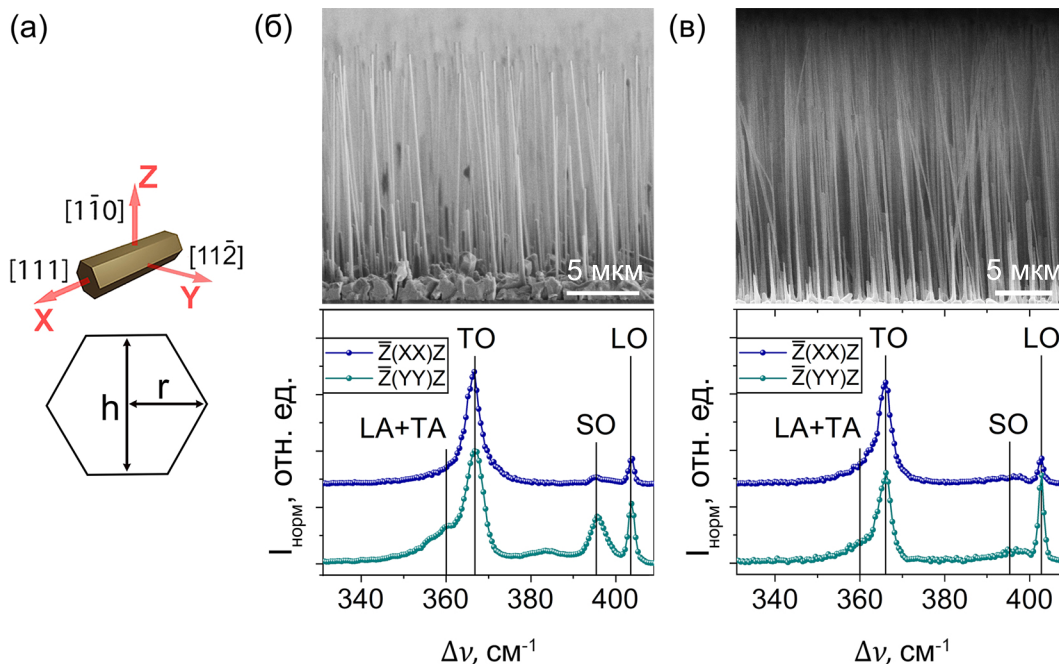 (а)
Z
[11̄0]
[112̄]
[111]
X
Y
h
r
(б)
5 мкм
Z̄(XX)Z
Z̄(YY)Z
TO
LO
LA+TA
SO
Iнорм, отн. ед.
340
360
380
400
Δν, см⁻¹
(в)
5 мкм
Z̄(XX)Z
Z̄(YY)Z
TO
LO
LA+TA
SO
Iнорм, отн. ед.
340
360
380
400
Δν, см⁻¹